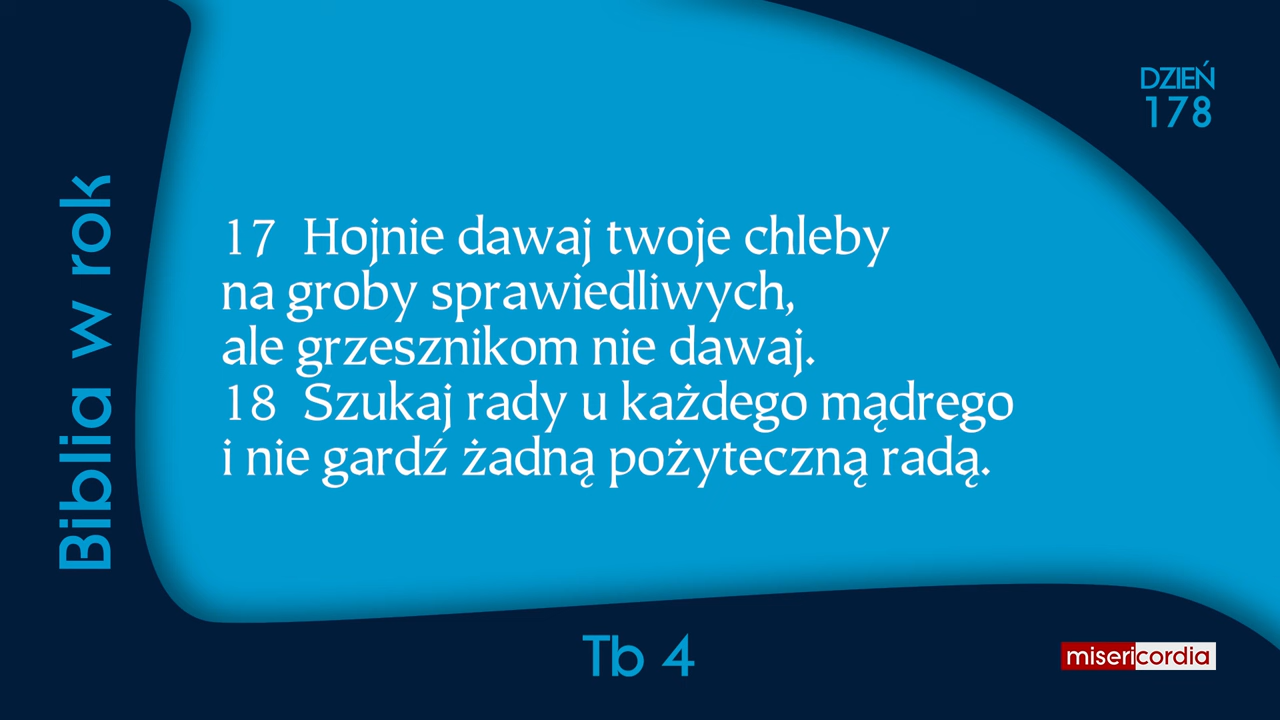 DZIEŃ
178
Biblia w rok
17 Hojnie dawaj twoje chleby
na groby sprawiedliwych,
ale grzesznikom nie dawaj.
18 Szukaj rady u każdego mądrego
i nie gardź żadną pożyteczną radą.
Tb 4
misericordia